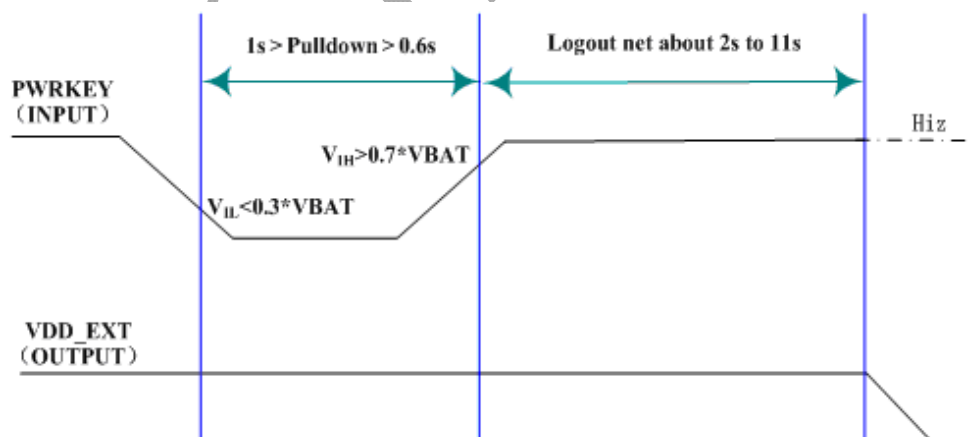 1s > Pulldown > 0.6s
Logout net about 2s to 11s
PWRKEY
（INPUT）
Hiz
VIH>0.7*VBAT
VIL<0.3*VBAT
VDD_EXT
（OUTPUT）